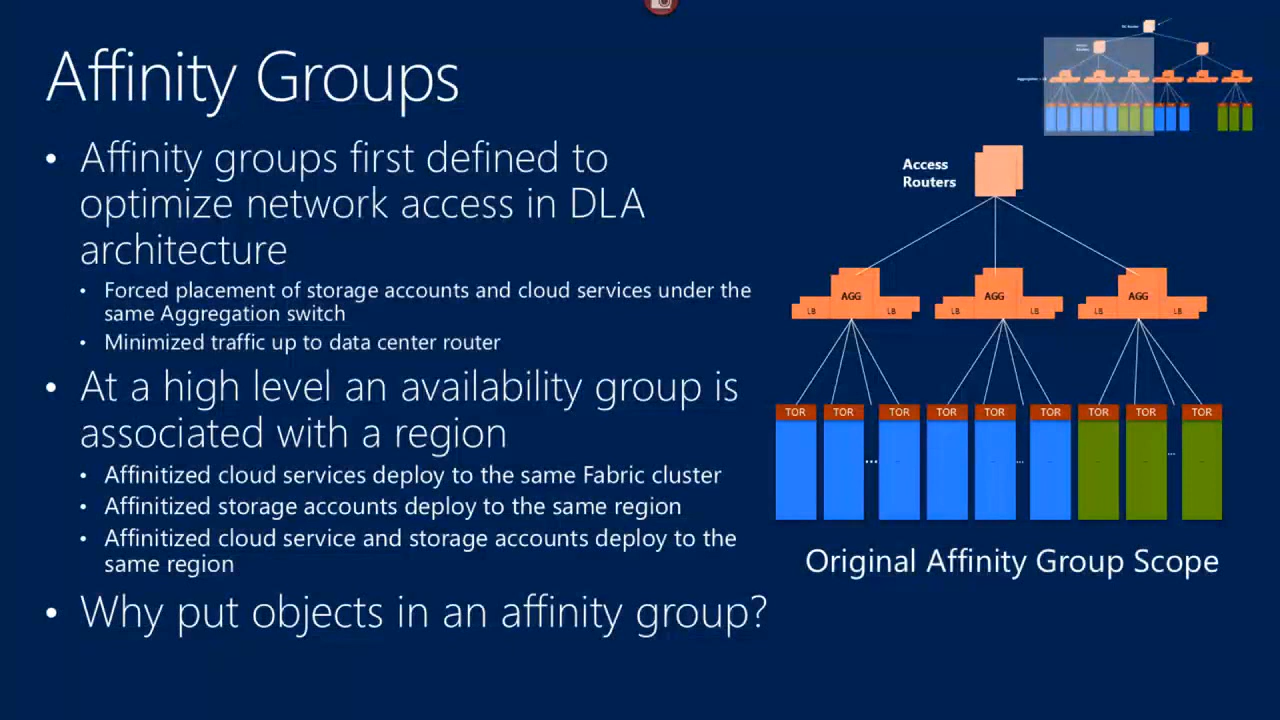 Affinity Groups
• Affinity groups first defined to
optimize network access in DLA
architecture
• Forced placement of storage accounts and cloud services under the
same Aggregation switch
• Minimized traffic up to data center router
• At a high level an availability group is
associated with a region
• Affinitized cloud services deploy to the same Fabric cluster
• Affinitized storage accounts deploy to the same region
• Affinitized cloud service and storage accounts deploy to the
same region
• Why put objects in an affinity group?
Access
Routers
AGG AGG AGG
LB LB LB LB LB LB
TOR TOR TOR TOR TOR TOR TOR TOR TOR
... ... ...
Original Affinity Group Scope